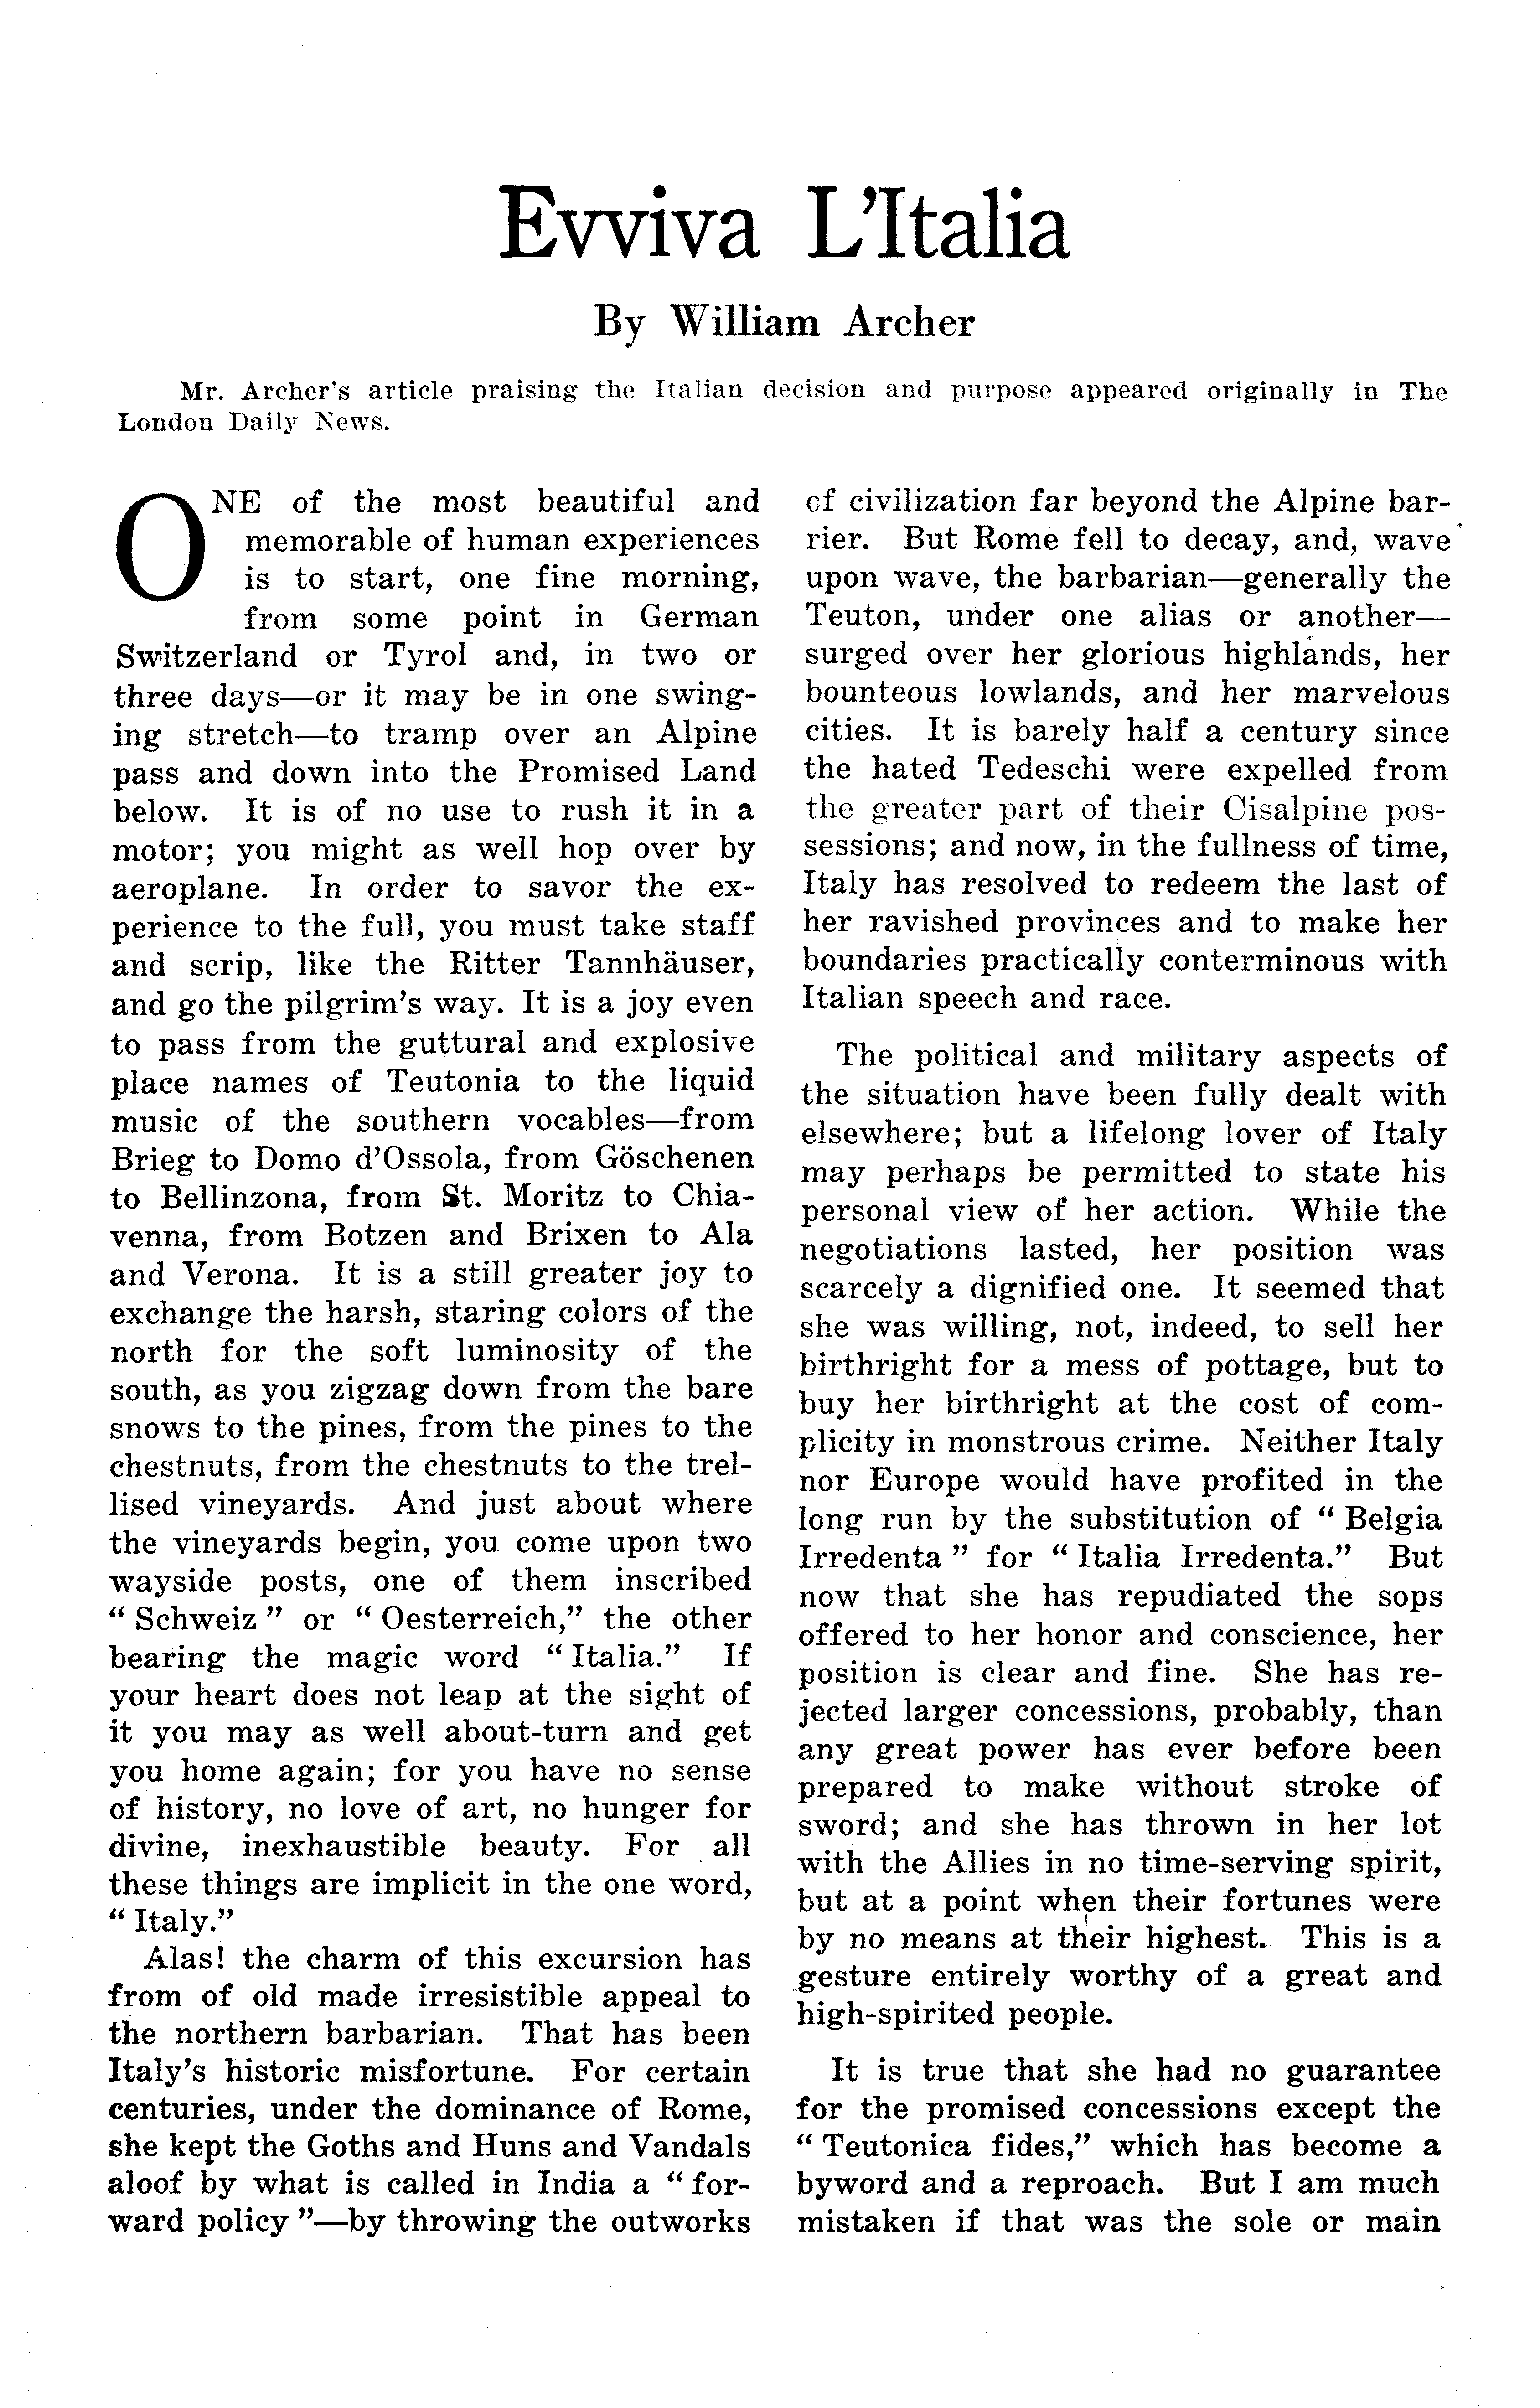 Evviva L'Italia
By William Archer
Mr. Archer's article praising the Italian decision and purpose appeared originally in The
London Daily News.
ONE of the most beautiful and
memorable of human experiences
is to start, one fine morning,
from some point in German
Switzerland or Tyrol and, in two or
three days—or it may be in one swing-
ing stretch—to tramp over an Alpine
pass and down into the Promised Land
below. It is of no use to rush it in a
motor; you might as well hop over by
aeroplane. In order to savor the ex-
perience to the full, you must take staff
and scrip, like the Ritter Tannhäuser,
and go the pilgrim's way. It is a joy even
to pass from the guttural and explosive
place names of Teutonia to the liquid
music of the southern vocables—from
Brieg to Domo d'Ossola, from Göschenen
to Bellinzona, from St. Moritz to Chia-
venna, from Botzen and Brixen to Ala
and Verona. It is a still greater joy to
exchange the harsh, staring colors of the
north for the soft luminosity of the
south, as you zigzag down from the bare
snows to the pines, from the pines to the
chestnuts, from the chestnuts to the trel-
lised vineyards. And just about where
the vineyards begin, you come upon two
wayside posts, one of them inscribed
“ Schweiz ” or “ Oesterreich,” the other
bearing the magic word “ Italia.” If
your heart does not leap at the sight of
it you may as well about-turn and get
you home again; for you have no sense
of history, no love of art, no hunger for
divine, inexhaustible beauty. For all
these things are implicit in the one word,
“ Italy.”
Alas! the charm of this excursion has
from of old made irresistible appeal to
the northern barbarian. That has been
Italy's historic misfortune. For certain
centuries, under the dominance of Rome,
she kept the Goths and Huns and Vandals
aloof by what is called in India a “ for-
ward policy ”—by throwing the outworks
of civilization far beyond the Alpine bar-
rier. But Rome fell to decay, and, wave
upon wave, the barbarian—generally the
Teuton, under one alias or another—
surged over her glorious highlands, her
bounteous lowlands, and her marvelous
cities. It is barely half a century since
the hated Tedeschi were expelled from
the greater part of their Cisalpine pos-
sessions; and now, in the fullness of time,
Italy has resolved to redeem the last of
her ravished provinces and to make her
boundaries practically conterminous with
Italian speech and race.
The political and military aspects of
the situation have been fully dealt with
elsewhere; but a lifelong lover of Italy
may perhaps be permitted to state his
personal view of her action. While the
negotiations lasted, her position was
scarcely a dignified one. It seemed that
she was willing, not, indeed, to sell her
birthright for a mess of pottage, but to
buy her birthright at the cost of com-
plicity in monstrous crime. Neither Italy
nor Europe would have profited in the
long run by the substitution of “ Belgia
Irredenta ” for “ Italia Irredenta.” But
now that she has repudiated the sops
offered to her honor and conscience, her
position is clear and fine. She has re-
jected larger concessions, probably, than
any great power has ever before been
prepared to make without stroke of
sword; and she has thrown in her lot
with the Allies in no time-serving spirit,
but at a point when their fortunes were
by no means at their highest. This is a
gesture entirely worthy of a great and
high-spirited people.
It is true that she had no guarantee
for the promised concessions except the
“ Teutonica fides,” which has become a
byword and a reproach. But I am much
mistaken if that was the sole or main